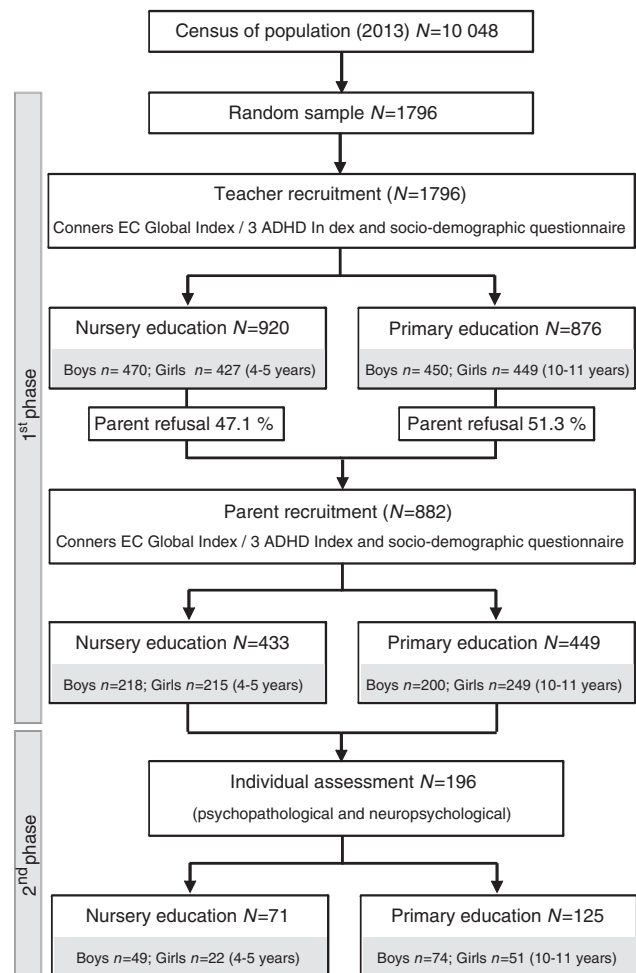 Census of population (2013) N=10 048
1st phase
Random sample N=1796
Teacher recruitment (N=1796)
Conners EC Global Index / 3 ADHD In dex and socio-demographic questionnaire
Nursery education N=920
Boys n= 470; Girls n= 427 (4-5 years)
Primary education N=876
Boys n= 450; Girls n= 449 (10-11 years)
Parent refusal 47.1 %
Parent refusal 51.3 %
Parent recruitment (N=882)
Conners EC Global Index / 3 ADHD Index and socio-demographic questionnaire
Nursery education N=433
Boys n=218; Girls n=215 (4-5 years)
Primary education N=449
Boys n=200; Girls n=249 (10-11 years)
2nd phase
Individual assessment N=196
(psychopathological and neuropsychological)
Nursery education N=71
Boys n=49; Girls n=22 (4-5 years)
Primary education N=125
Boys n=74; Girls n=51 (10-11 years)